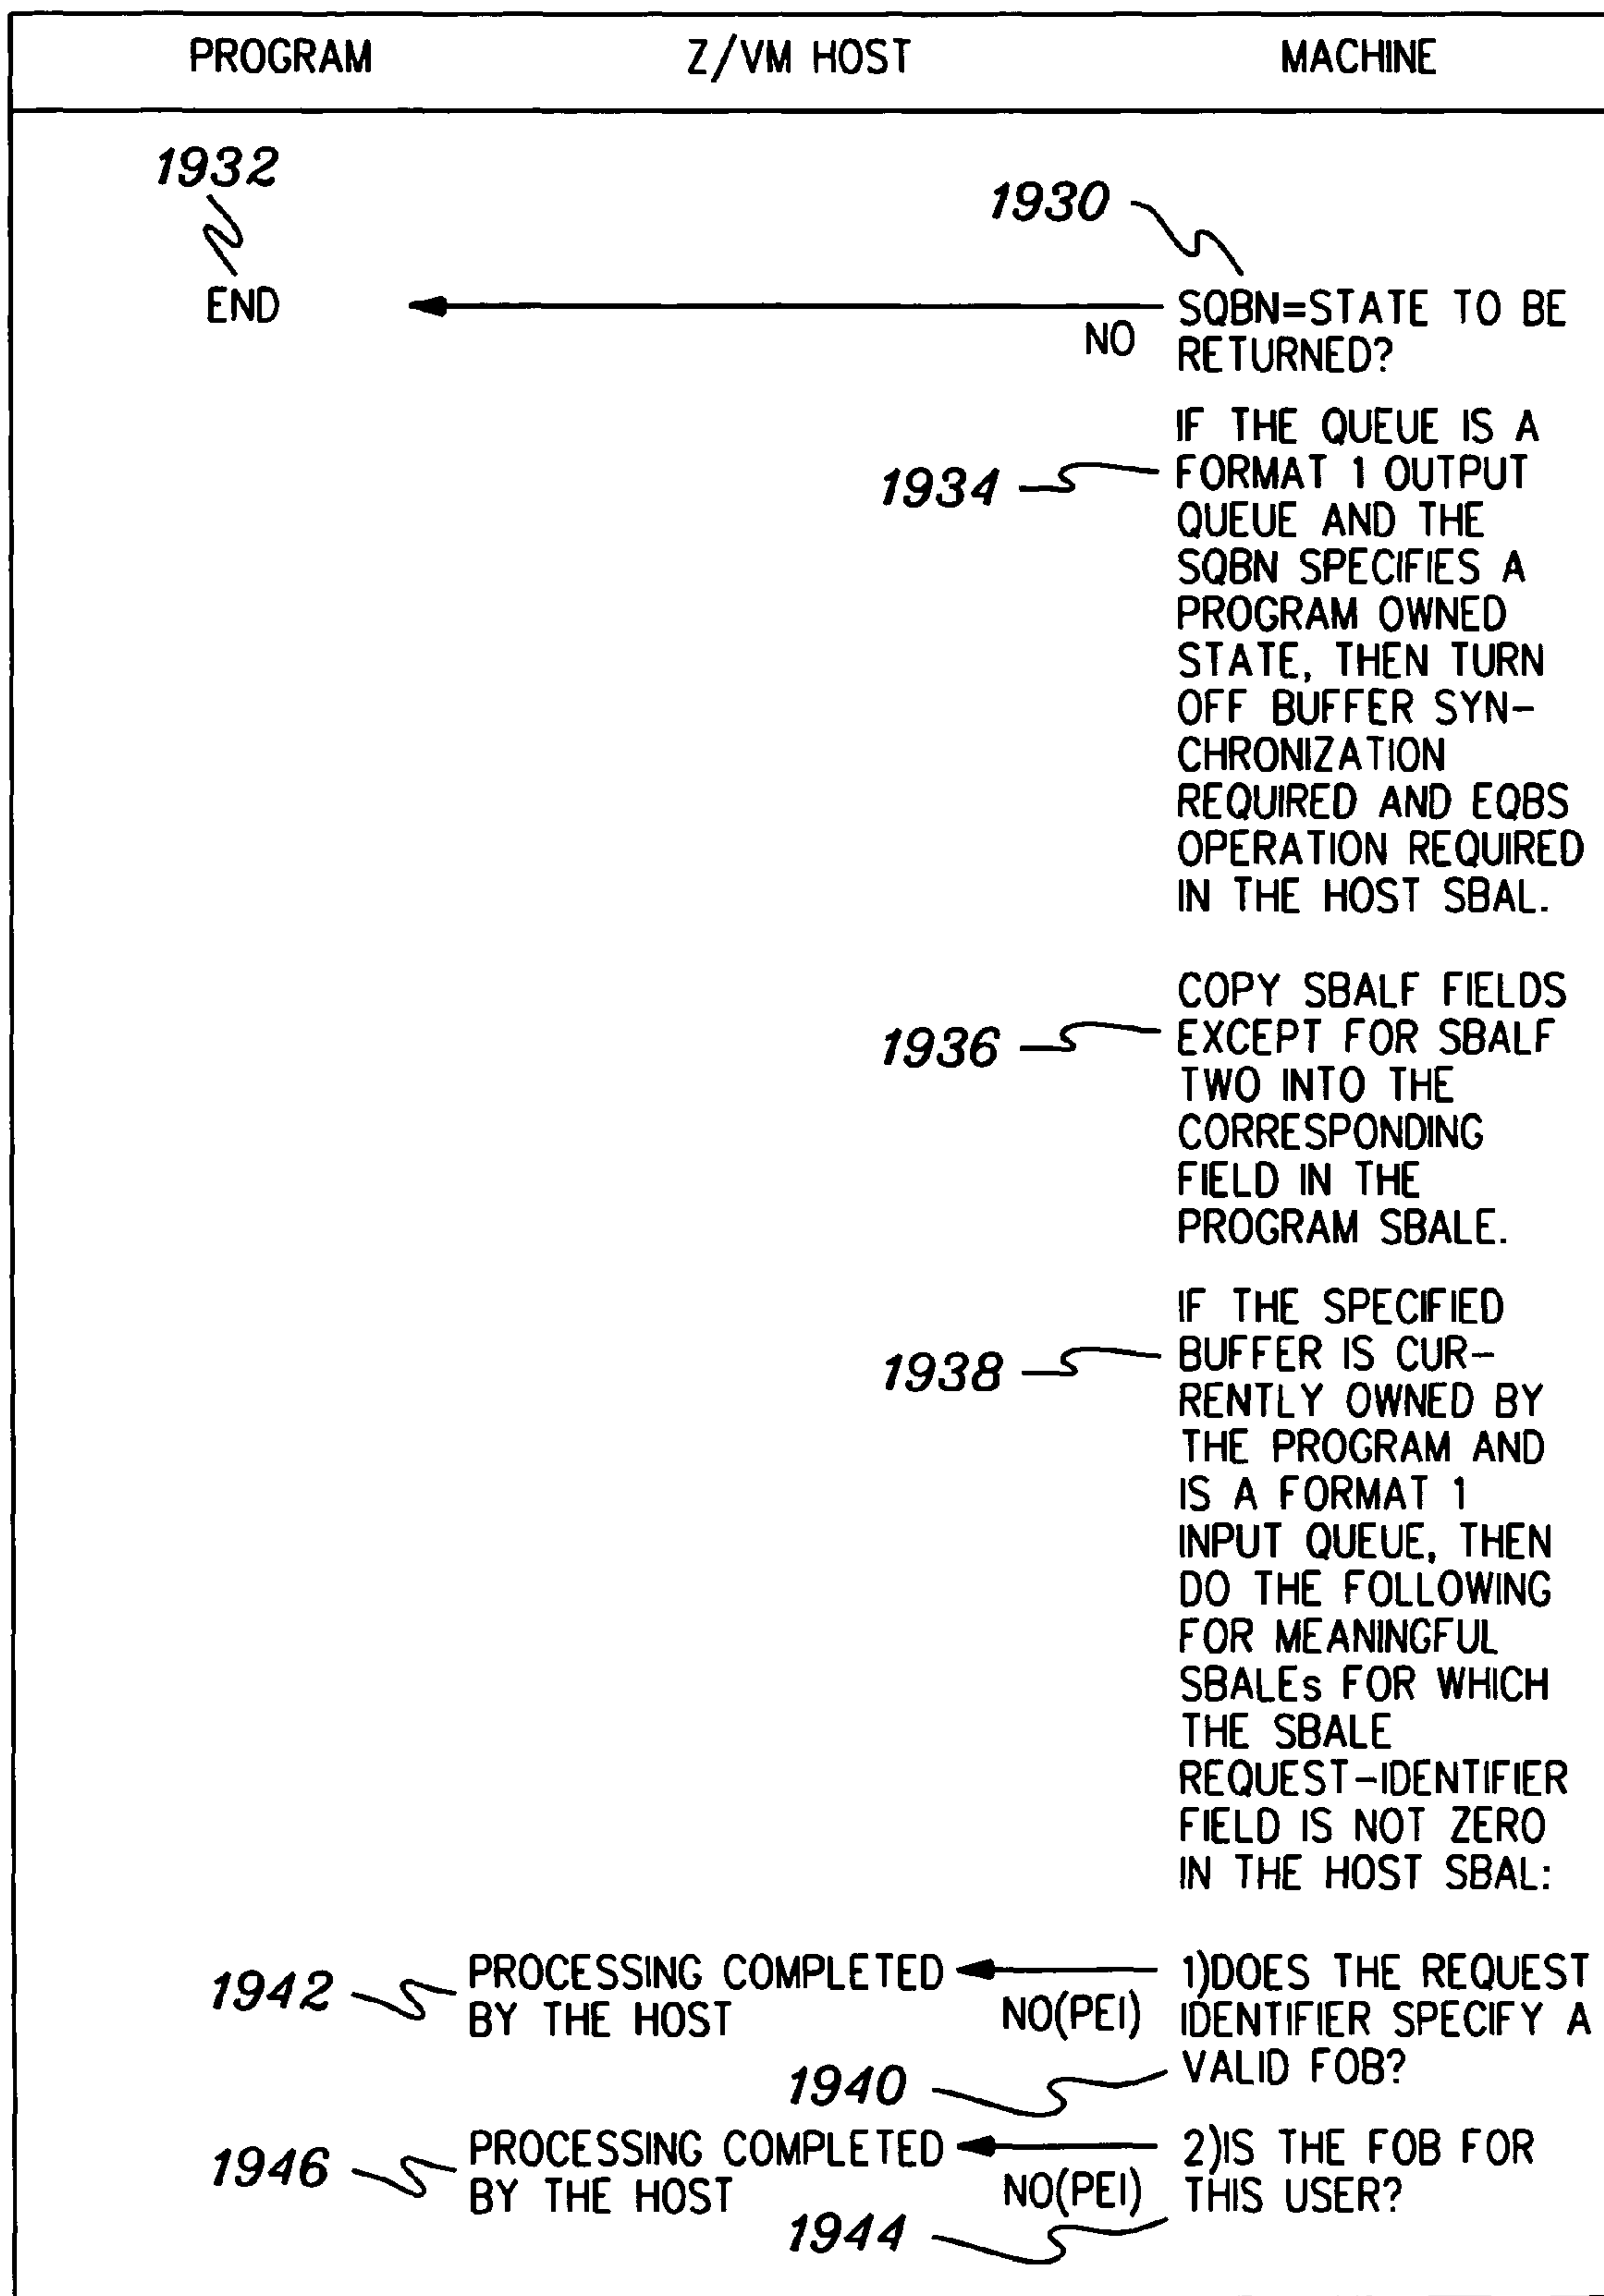 PROGRAM Z/VM HOST MACHINE
1932
1930
END
NO
SQBN=STATE TO BE
RETURNED?
1934
IF THE QUEUE IS A
FORMAT 1 OUTPUT
QUEUE AND THE
SQBN SPECIFIES A
PROGRAM OWNED
STATE, THEN TURN
OFF BUFFER SYN-
CHRONIZATION
REQUIRED AND EQBS
OPERATION REQUIRED
IN THE HOST SBAL.
1936
COPY SBALF FIELDS
EXCEPT FOR SBALF
TWO INTO THE
CORRESPONDING
FIELD IN THE
PROGRAM SBALE.
1938
IF THE SPECIFIED
BUFFER IS CUR-
RENTLY OWNED BY
THE PROGRAM AND
IS A FORMAT 1
INPUT QUEUE, THEN
DO THE FOLLOWING
FOR MEANINGFUL
SBALEs FOR WHICH
THE SBALE
REQUEST-IDENTIFIER
FIELD IS NOT ZERO
IN THE HOST SBAL:
1942
PROCESSING COMPLETED
BY THE HOST
NO(PEI)
1)DOES THE REQUEST
IDENTIFIER SPECIFY A
VALID FOB?
1940
1946
PROCESSING COMPLETED
BY THE HOST
NO(PEI)
2)IS THE FOB FOR
THIS USER?
1944